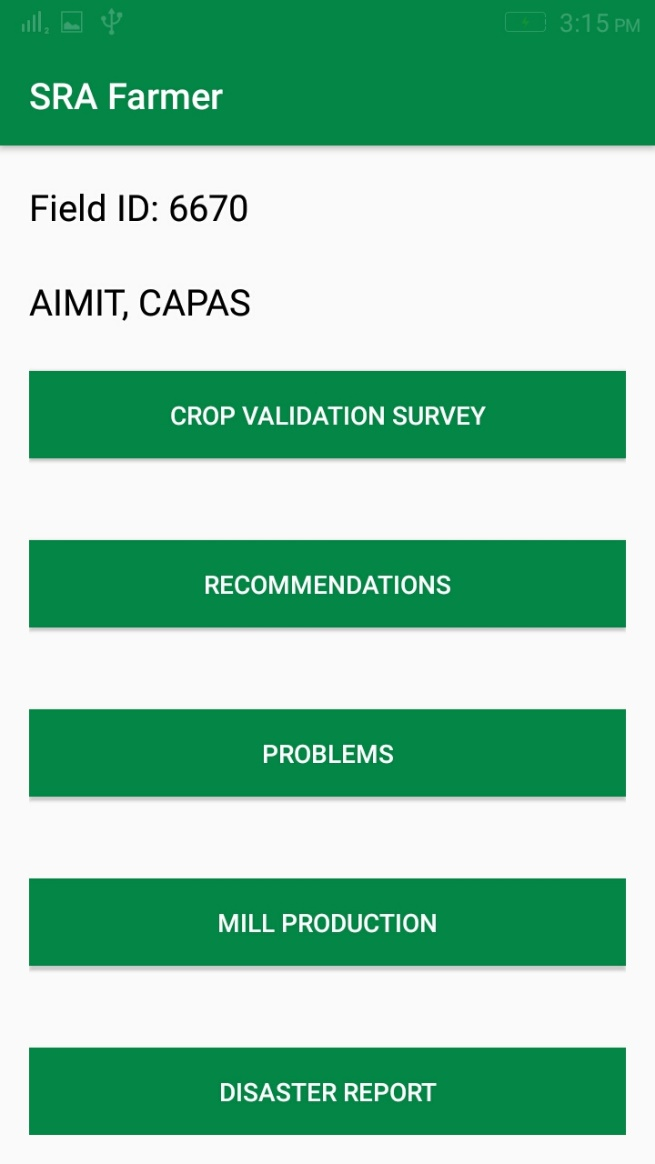 3:15 PM
SRA Farmer
Field ID: 6670
AIMIT, CAPAS
CROP VALIDATION SURVEY
RECOMMENDATIONS
PROBLEMS
MILL PRODUCTION
DISASTER REPORT